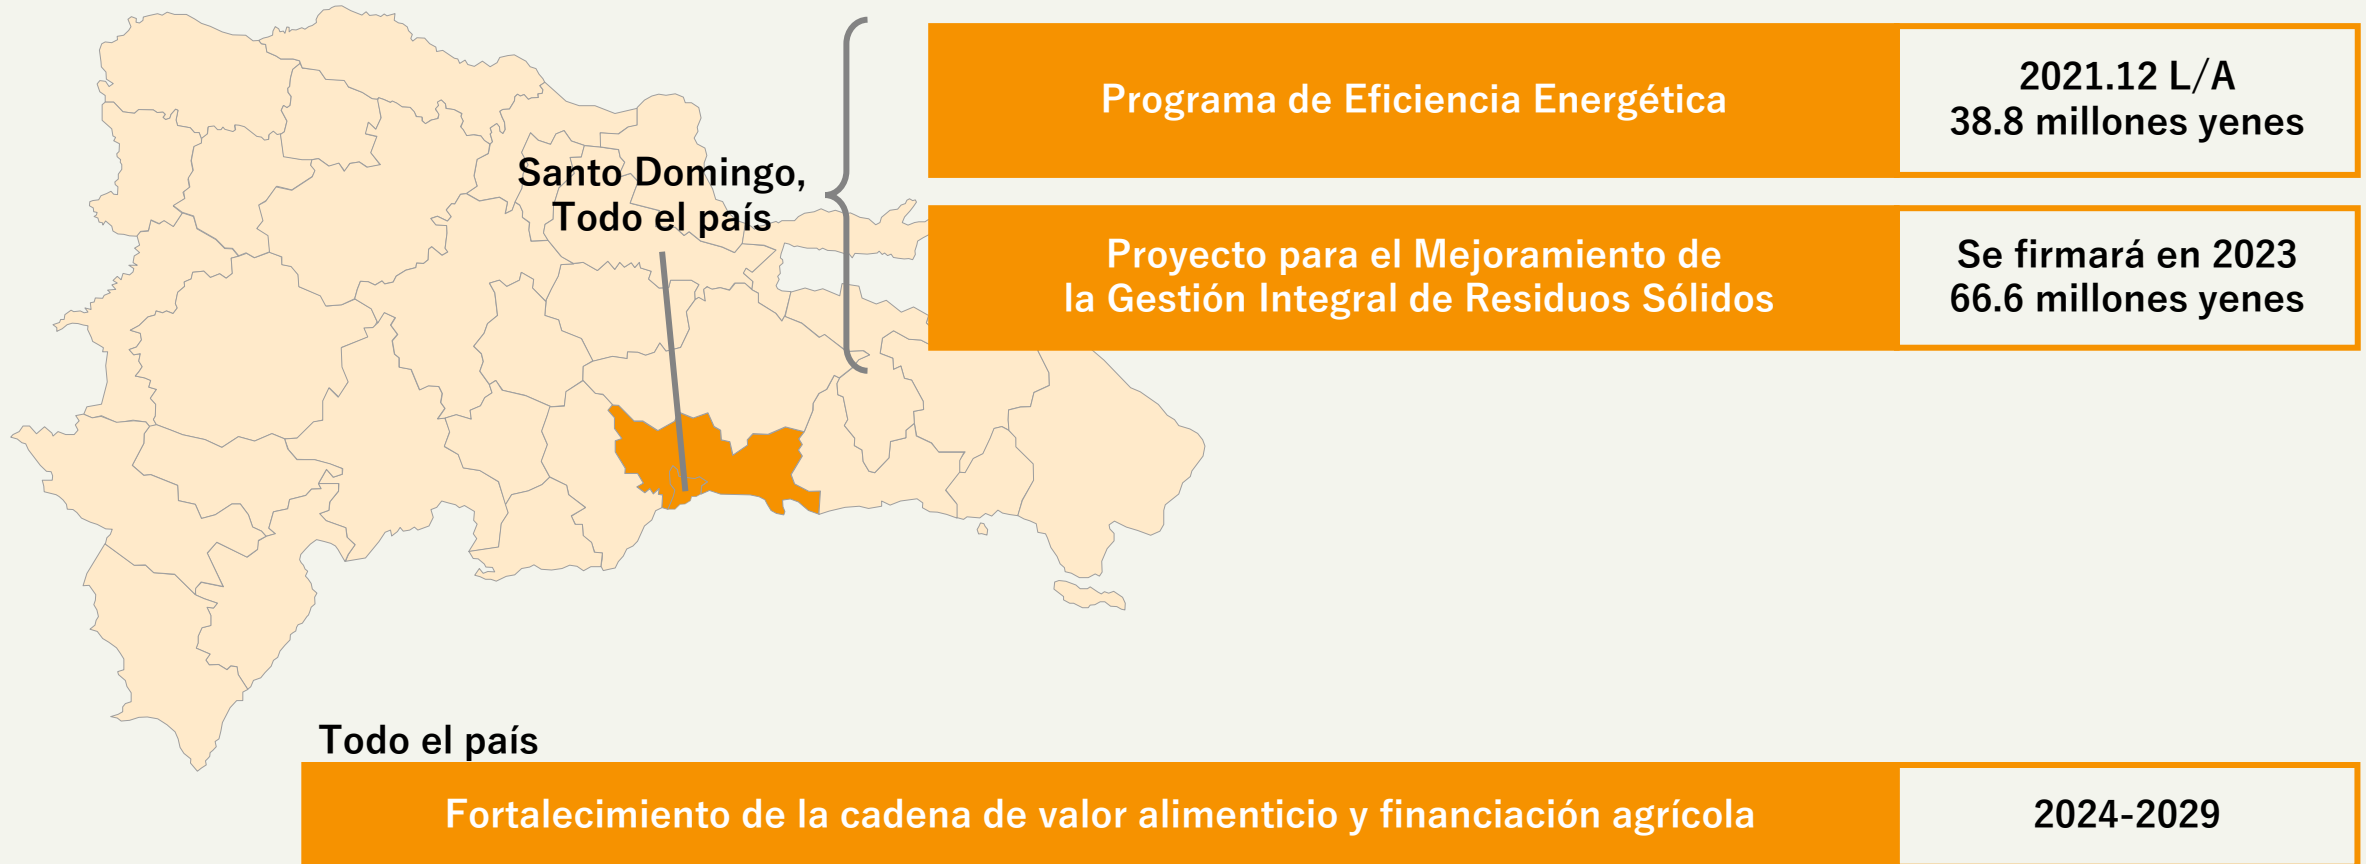 Santo Domingo,
Todo el país
Programa de Eficiencia Energética
2021.12 L/A
38.8 millones yenes
Proyecto para el Mejoramiento de
la Gestión Integral de Residuos Sólidos
Se firmará en 2023
66.6 millones yenes
Todo el país
Fortalecimiento de la cadena de valor alimenticio y financiación agrícola
2024-2029